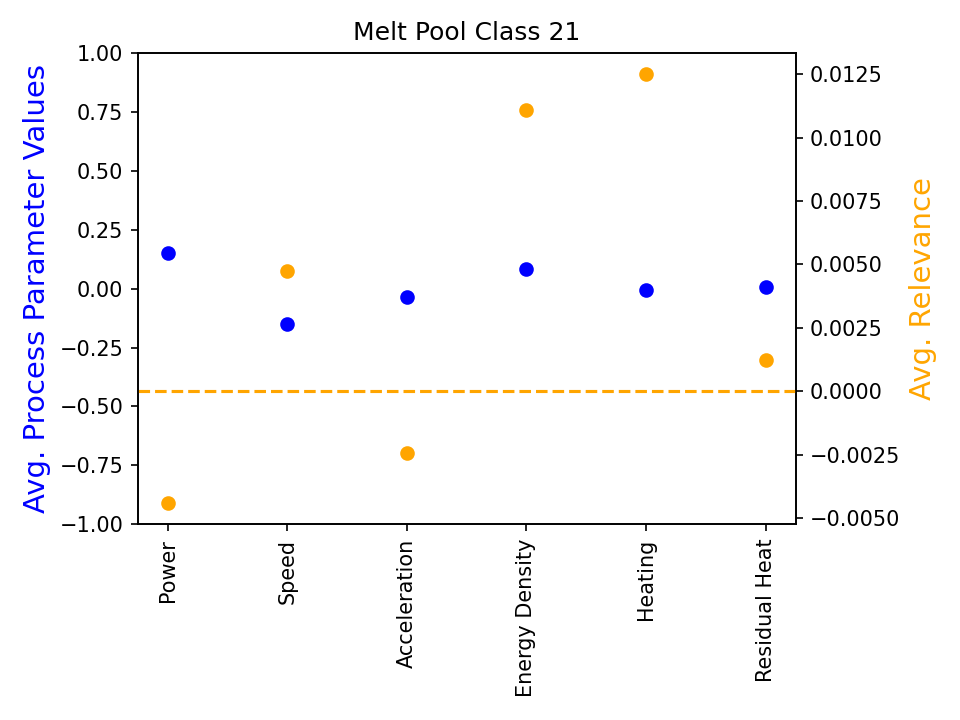 Melt Pool Class 21
Avg. Process Parameter Values
1.00
0.75
0.50
0.25
0.00
−0.25
−0.50
−0.75
−1.00
0.0125
0.0100
0.0075
0.0050
0.0025
0.0000
−0.0025
−0.0050
Avg. Relevance
Power
Speed
Acceleration
Energy Density
Heating
Residual Heat